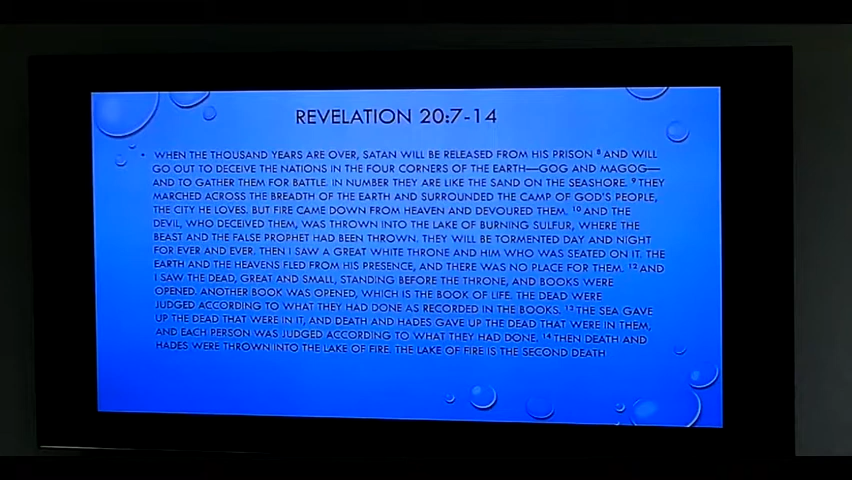 REVELATION 20:7-14
• WHEN THE THOUSAND YEARS ARE OVER, SATAN WILL BE RELEASED FROM HIS PRISON ⁸ AND WILL
GO OUT TO DECEIVE THE NATIONS IN THE FOUR CORNERS OF THE EARTH—GOG AND MAGOG—
AND TO GATHER THEM FOR BATTLE. IN NUMBER THEY ARE LIKE THE SAND ON THE SEASHORE. ⁹ THEY
MARCHED ACROSS THE BREADTH OF THE EARTH AND SURROUNDED THE CAMP OF GOD'S PEOPLE,
THE CITY HE LOVES. BUT FIRE CAME DOWN FROM HEAVEN AND DEVOURED THEM. ¹⁰ AND THE
DEVIL, WHO DECEIVED THEM, WAS THROWN INTO THE LAKE OF BURNING SULFUR, WHERE THE
BEAST AND THE FALSE PROPHET HAD BEEN THROWN. THEY WILL BE TORMENTED DAY AND NIGHT
FOR EVER AND EVER. THEN I SAW A GREAT WHITE THRONE AND HIM WHO WAS SEATED ON IT. THE
EARTH AND THE HEAVENS FLED FROM HIS PRESENCE, AND THERE WAS NO PLACE FOR THEM. ¹² AND
I SAW THE DEAD, GREAT AND SMALL, STANDING BEFORE THE THRONE, AND BOOKS WERE
OPENED. ANOTHER BOOK WAS OPENED, WHICH IS THE BOOK OF LIFE. THE DEAD WERE
JUDGED ACCORDING TO WHAT THEY HAD DONE AS RECORDED IN THE BOOKS. ¹³ THE SEA GAVE
UP THE DEAD THAT WERE IN IT, AND DEATH AND HADES GAVE UP THE DEAD THAT WERE IN THEM,
AND EACH PERSON WAS JUDGED ACCORDING TO WHAT THEY HAD DONE. ¹⁴ THEN DEATH AND
HADES WERE THROWN INTO THE LAKE OF FIRE. THE LAKE OF FIRE IS THE SECOND DEATH